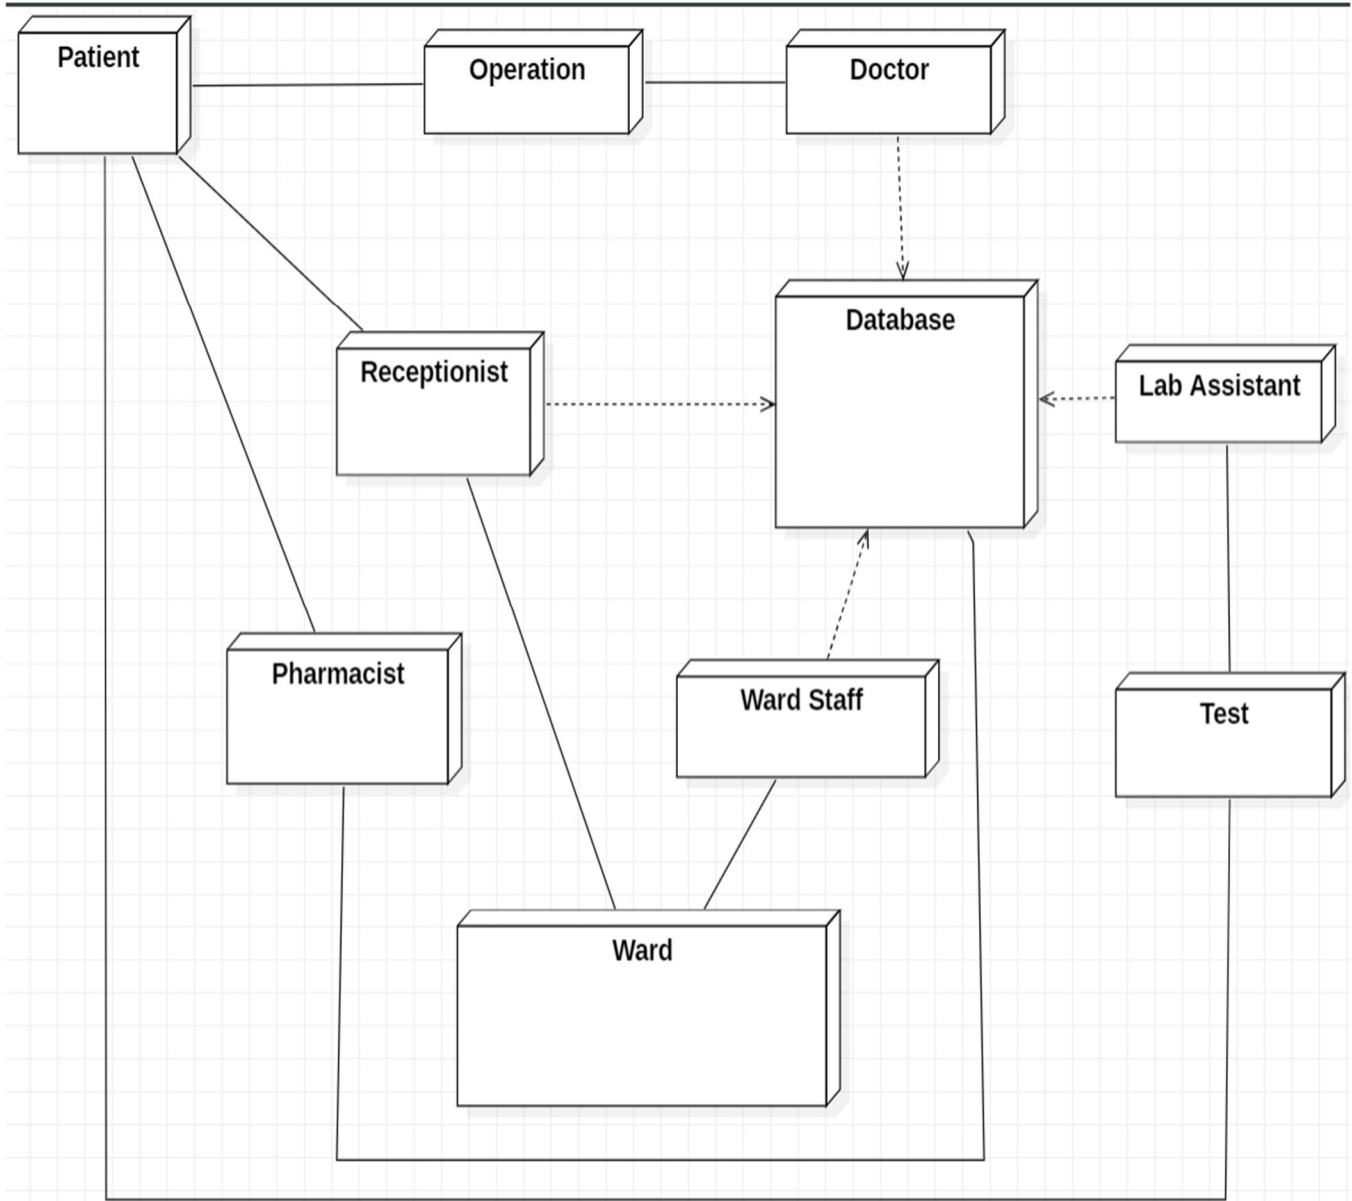 Patient
Operation
Doctor
Database
Receptionist
Lab Assistant
Pharmacist
Ward Staff
Test
Ward